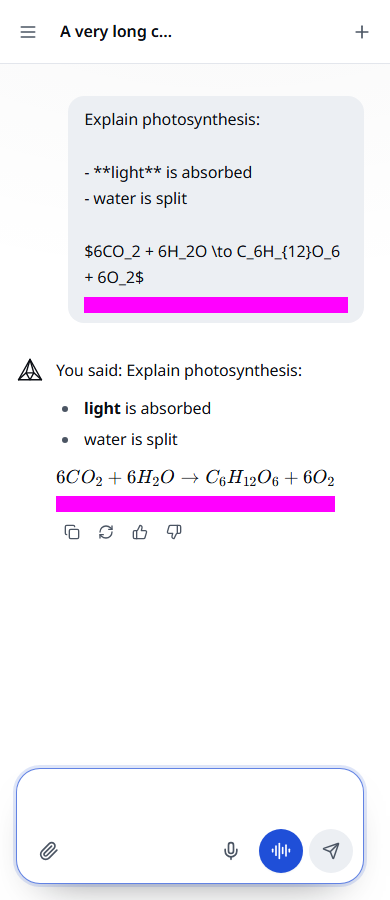 A very long c...
Explain photosynthesis:
- **light** is absorbed
- water is split
$6CO_2 + 6H_2O \to C_6H_{12}O_6
+ 6O_2$
You said: Explain photosynthesis:
• light is absorbed
• water is split
6CO₂ + 6H₂O → C₆H₁₂O₆ + 6O₂